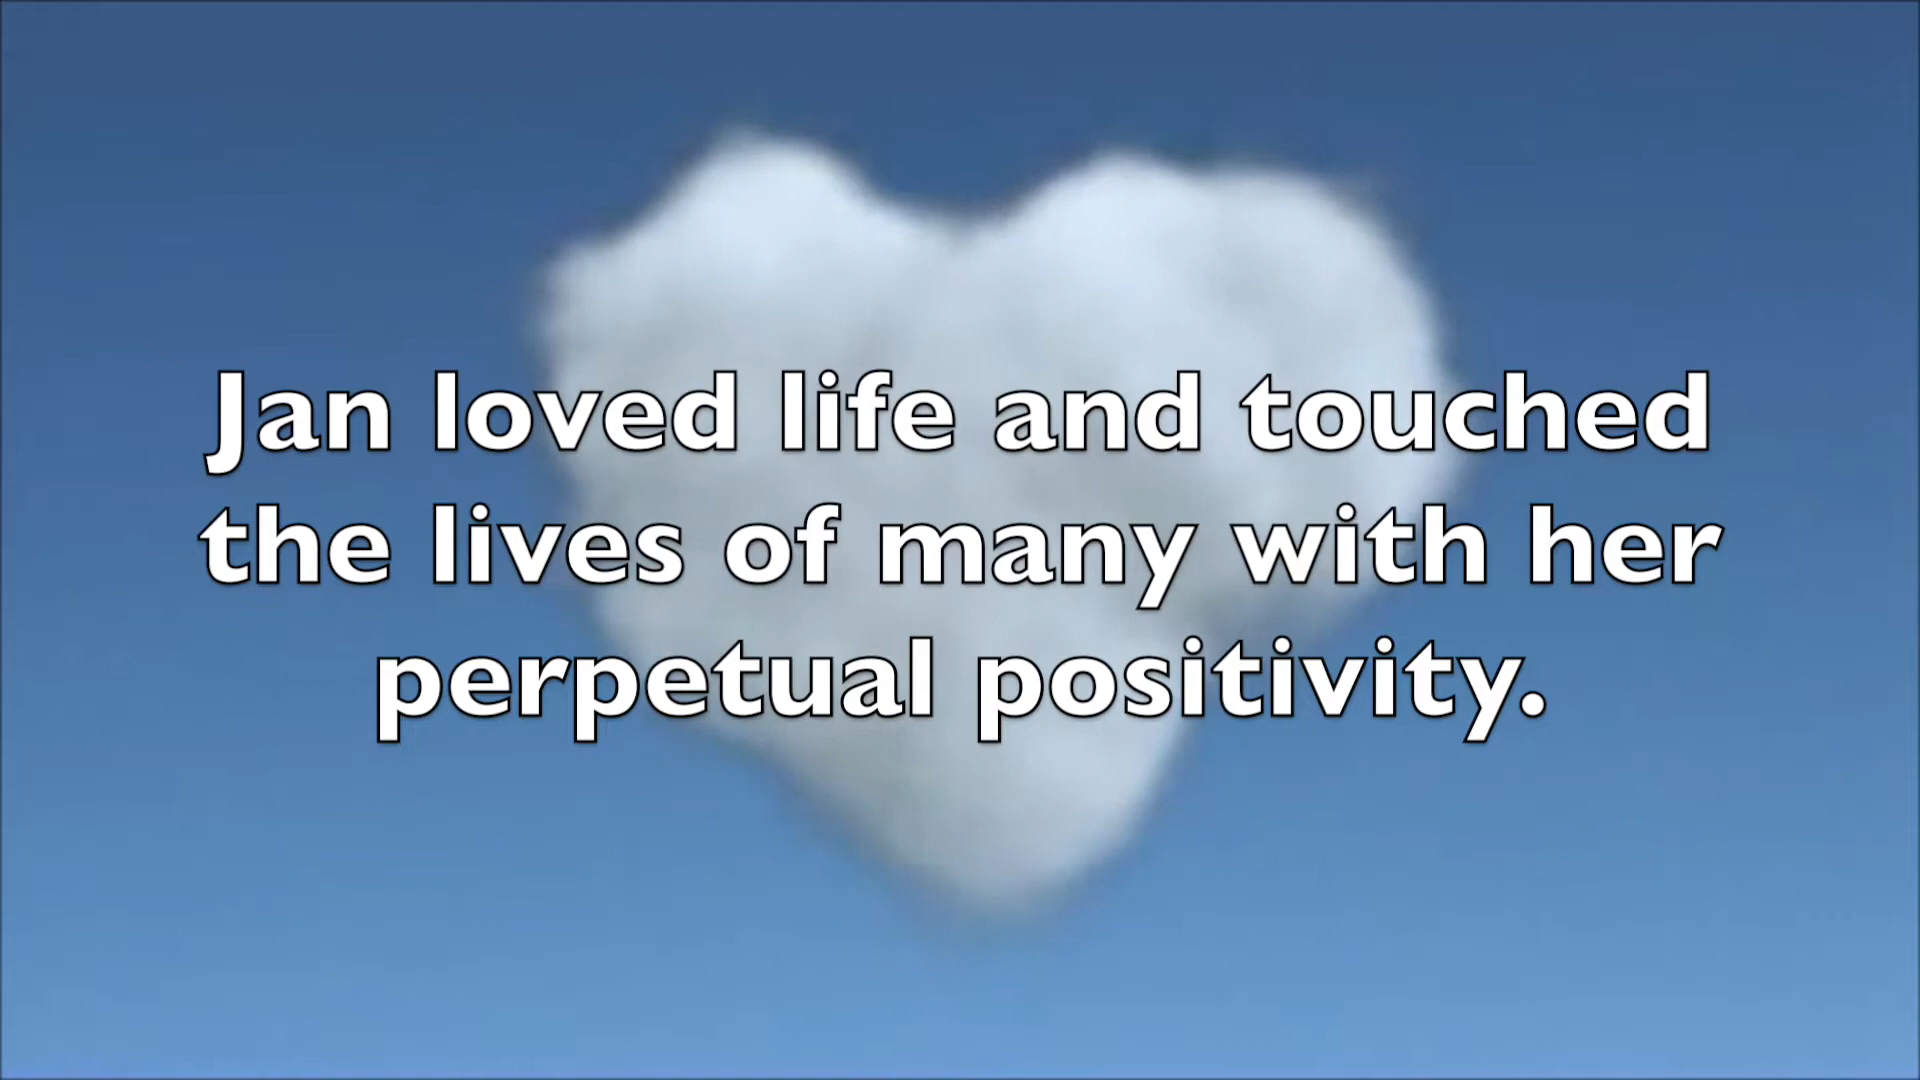 Jan loved life and touched
the lives of many with her
perpetual positivity.